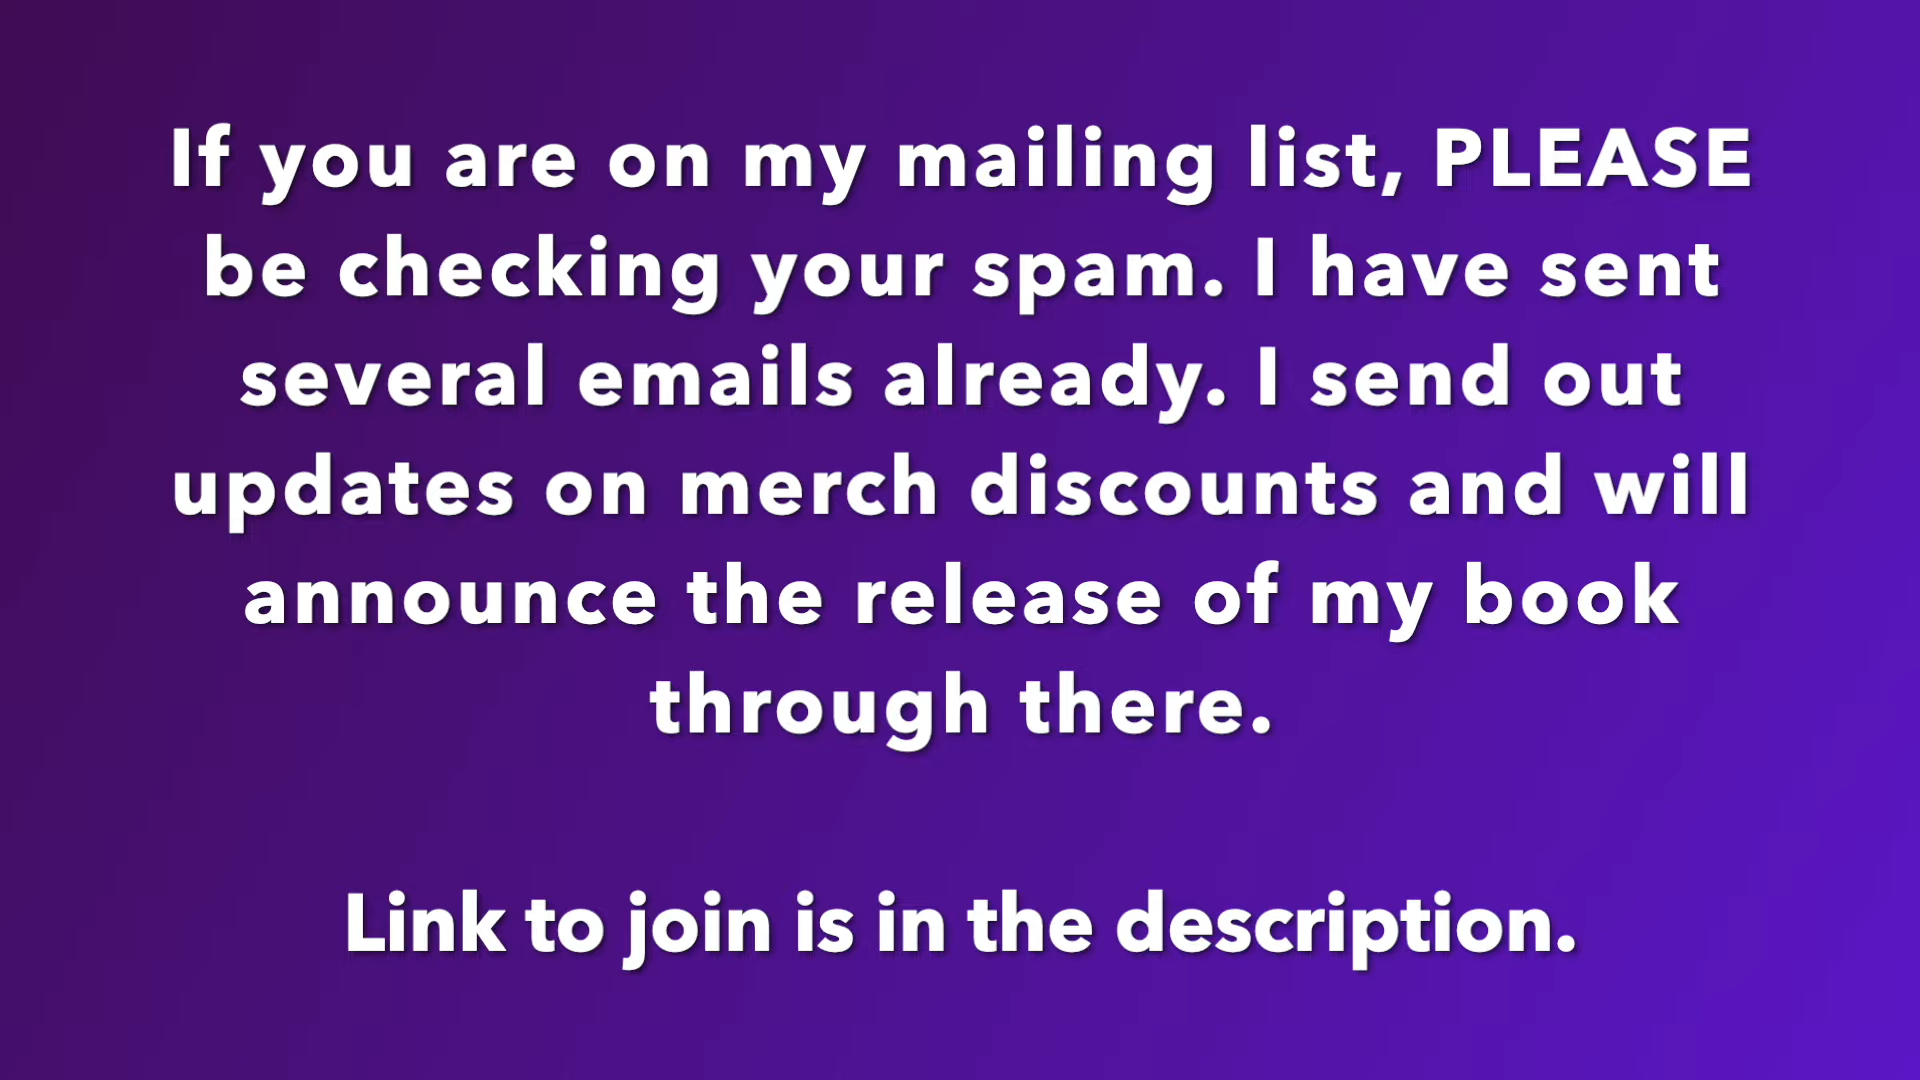 If you are on my mailing list, PLEASE
be checking your spam. I have sent
several emails already. I send out
updates on merch discounts and will
announce the release of my book
through there.
Link to join is in the description.